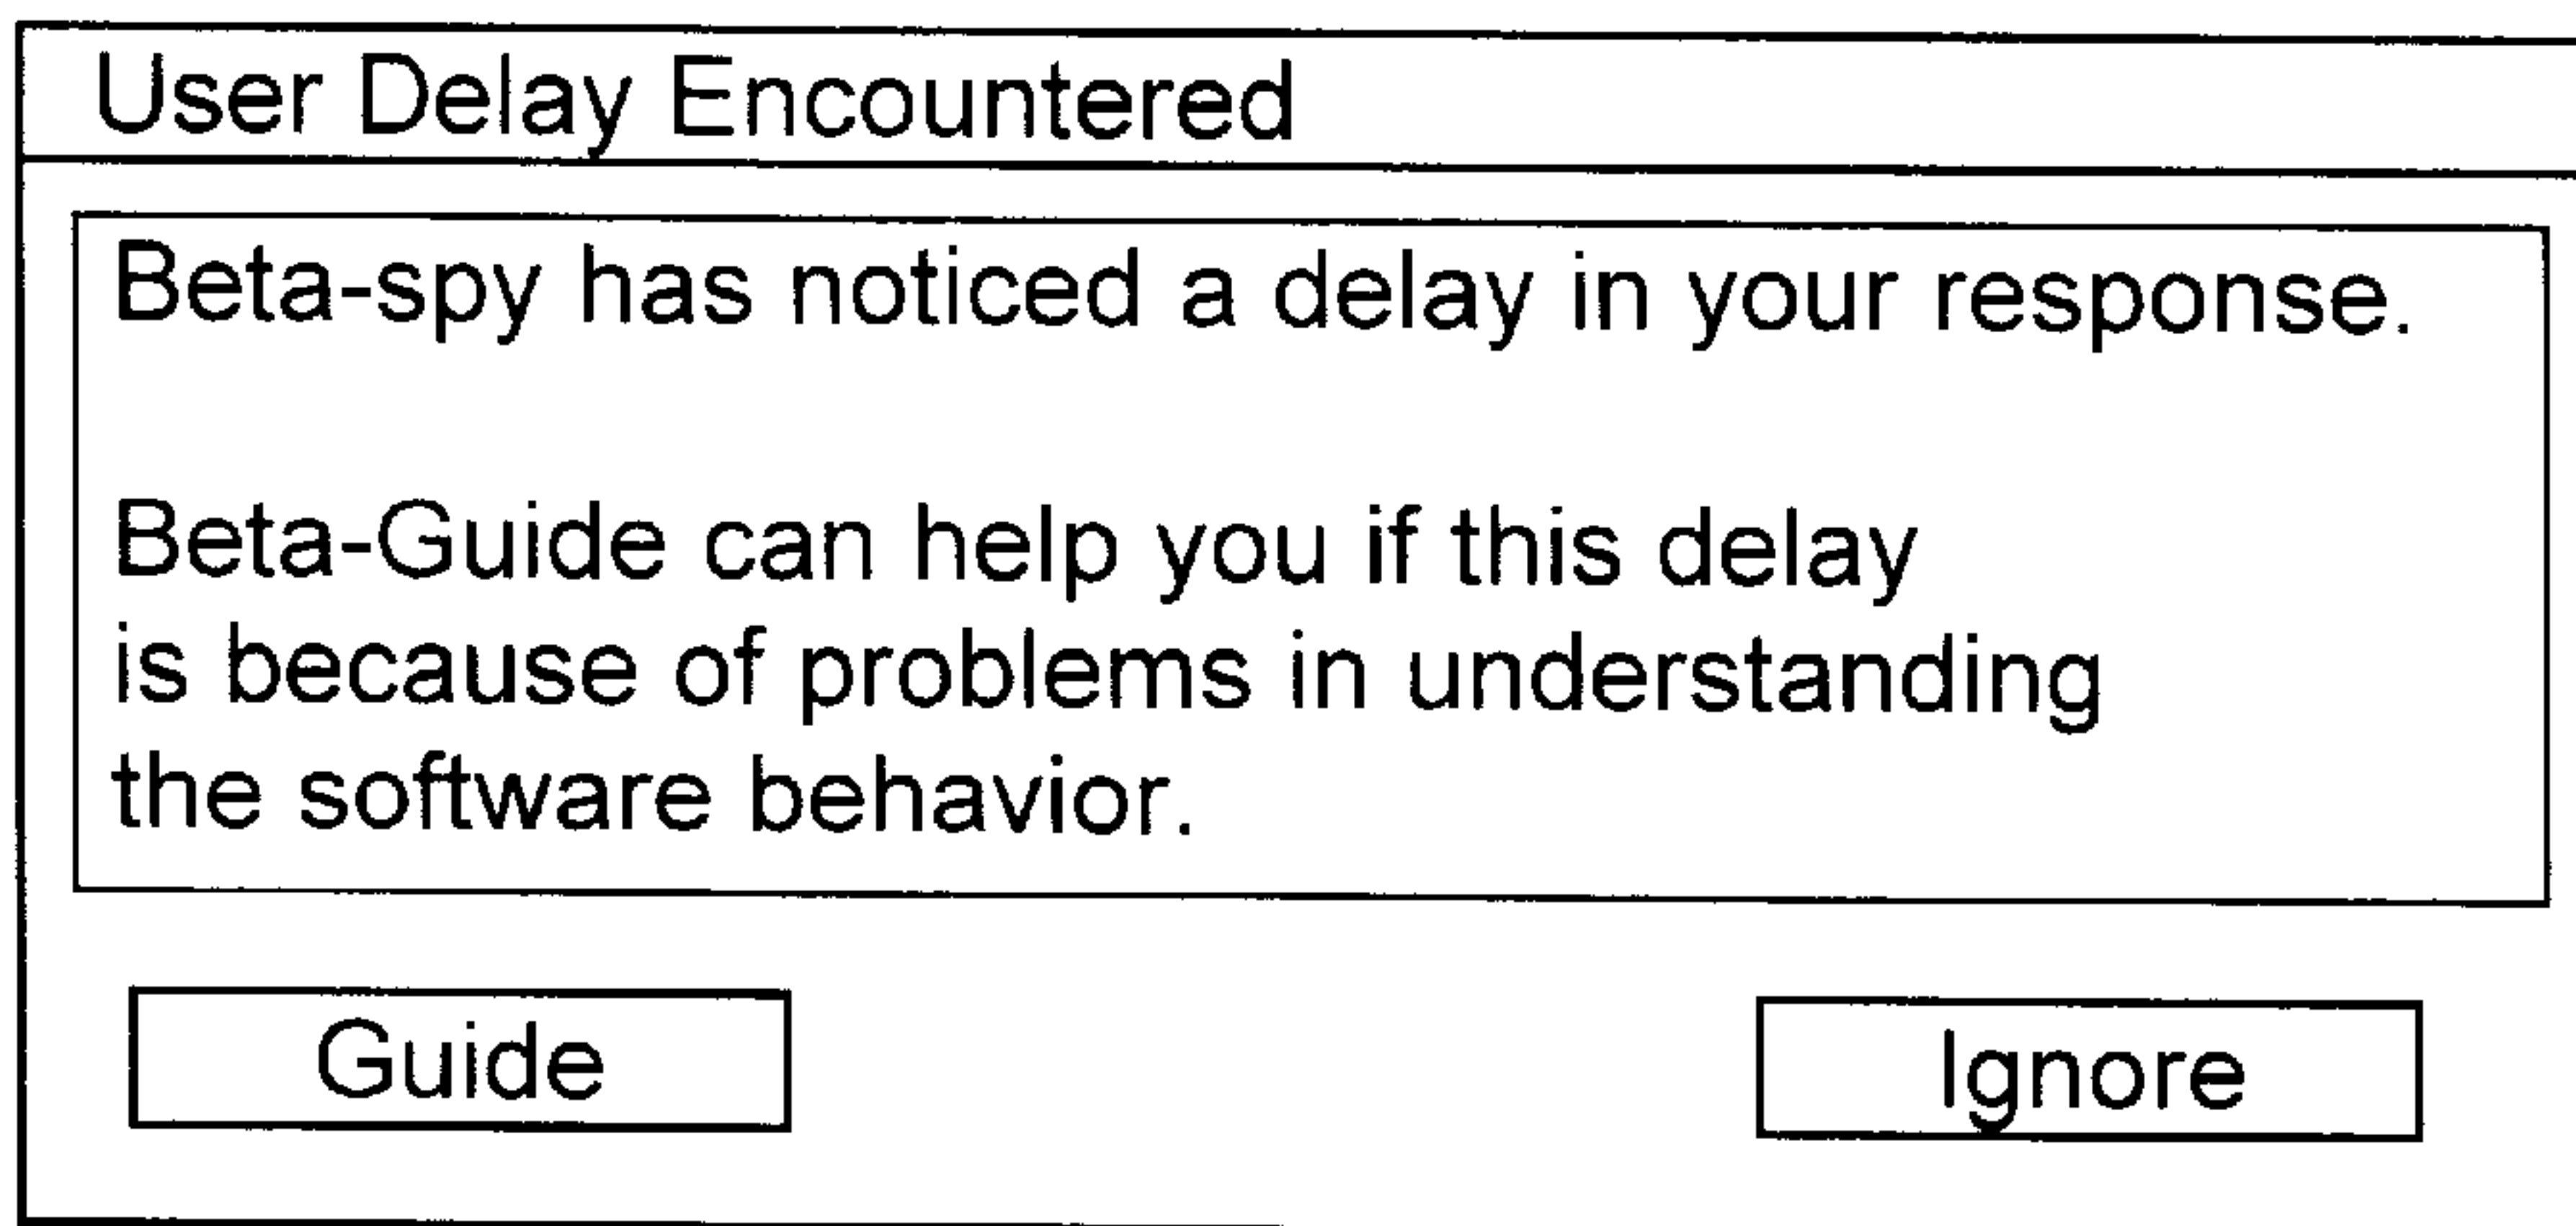 User Delay Encountered
Beta-spy has noticed a delay in your response.
Beta-Guide can help you if this delay
is because of problems in understanding
the software behavior.
Guide
Ignore